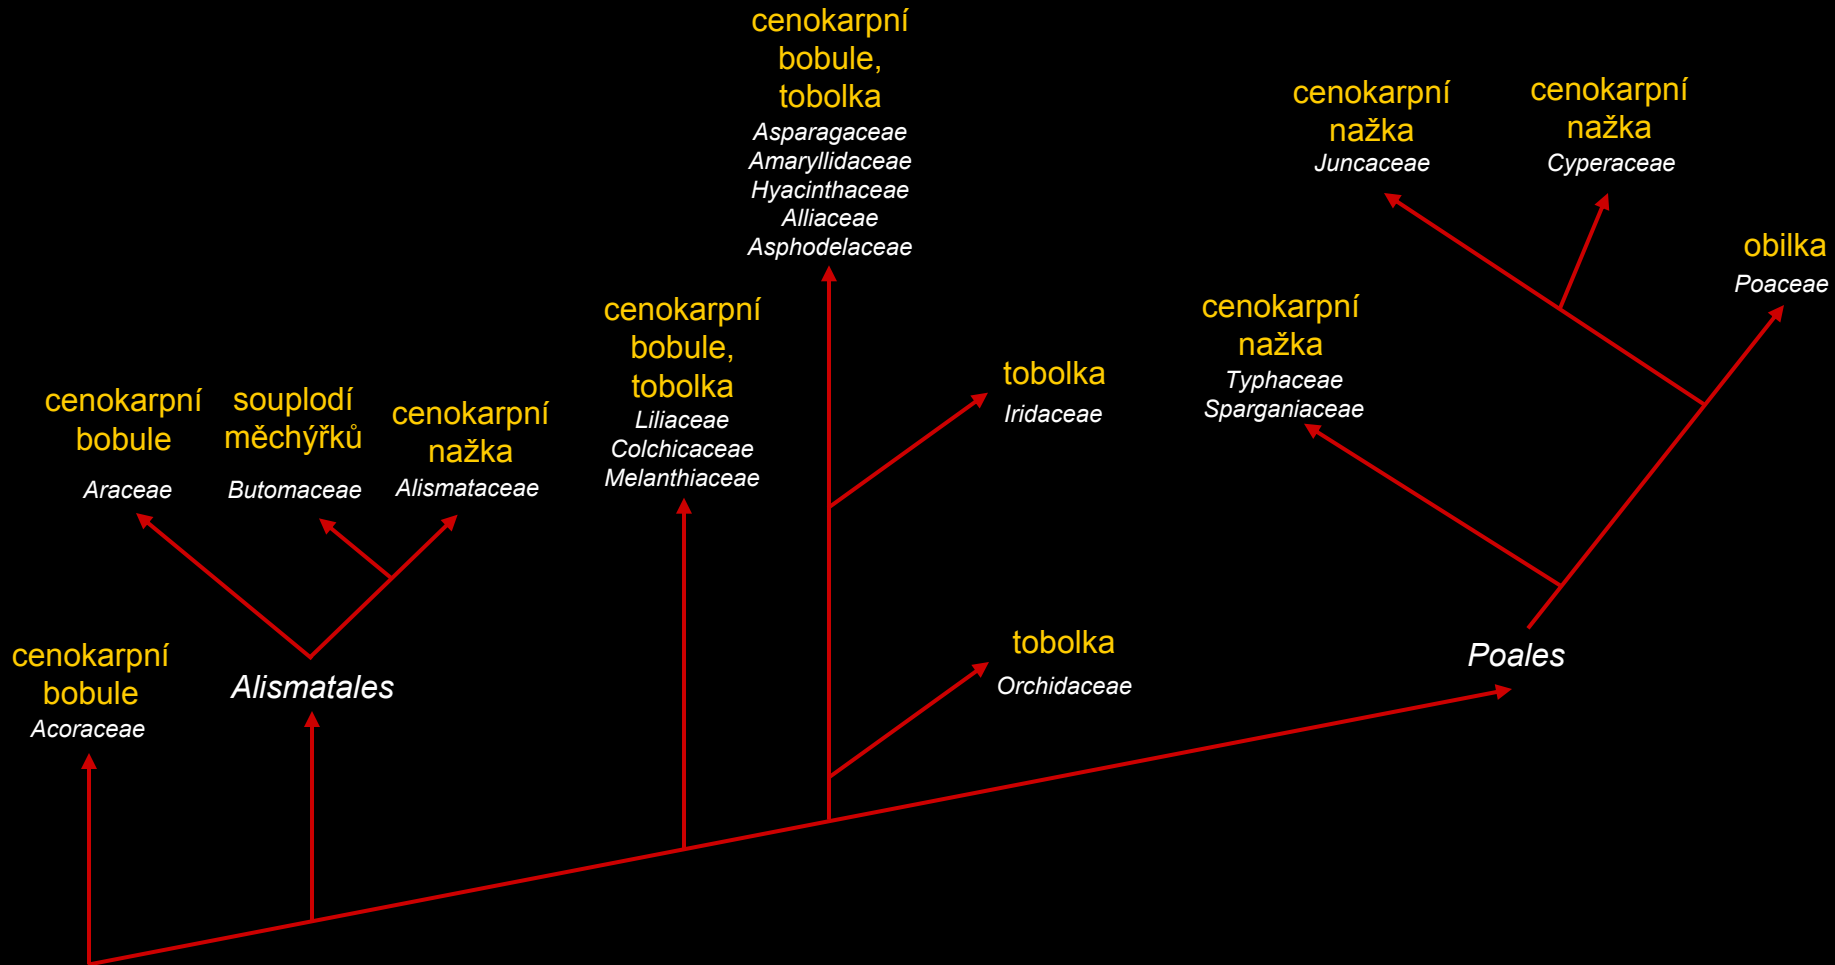 cenokarpní
bobule,
tobolka
Asparagaceae
Amaryllidaceae
Hyacinthaceae
Alliaceae
Asphodelaceae
cenokarpní
nažka
Juncaceae
cenokarpní
nažka
Cyperaceae
obilka
Poaceae
cenokarpní
nažka
Typhaceae
Sparganiaceae
cenokarpní
bobule,
tobolka
Liliaceae
Colchicaceae
Melanthiaceae
tobolka
Iridaceae
cenokarpní
bobule
Araceae
souplodí
měchýřků
Butomaceae
cenokarpní
nažka
Alismataceae
cenokarpní
bobule
Acoraceae
Alismatales
tobolka
Orchidaceae
Poales